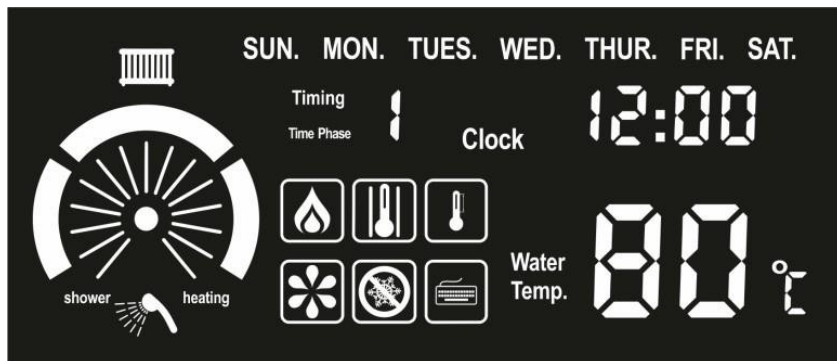 SUN. MON. TUES. WED. THUR. FRI. SAT.
Timing
Time Phase
1
Clock
12:00
shower
heating
Water
Temp.
80
°C